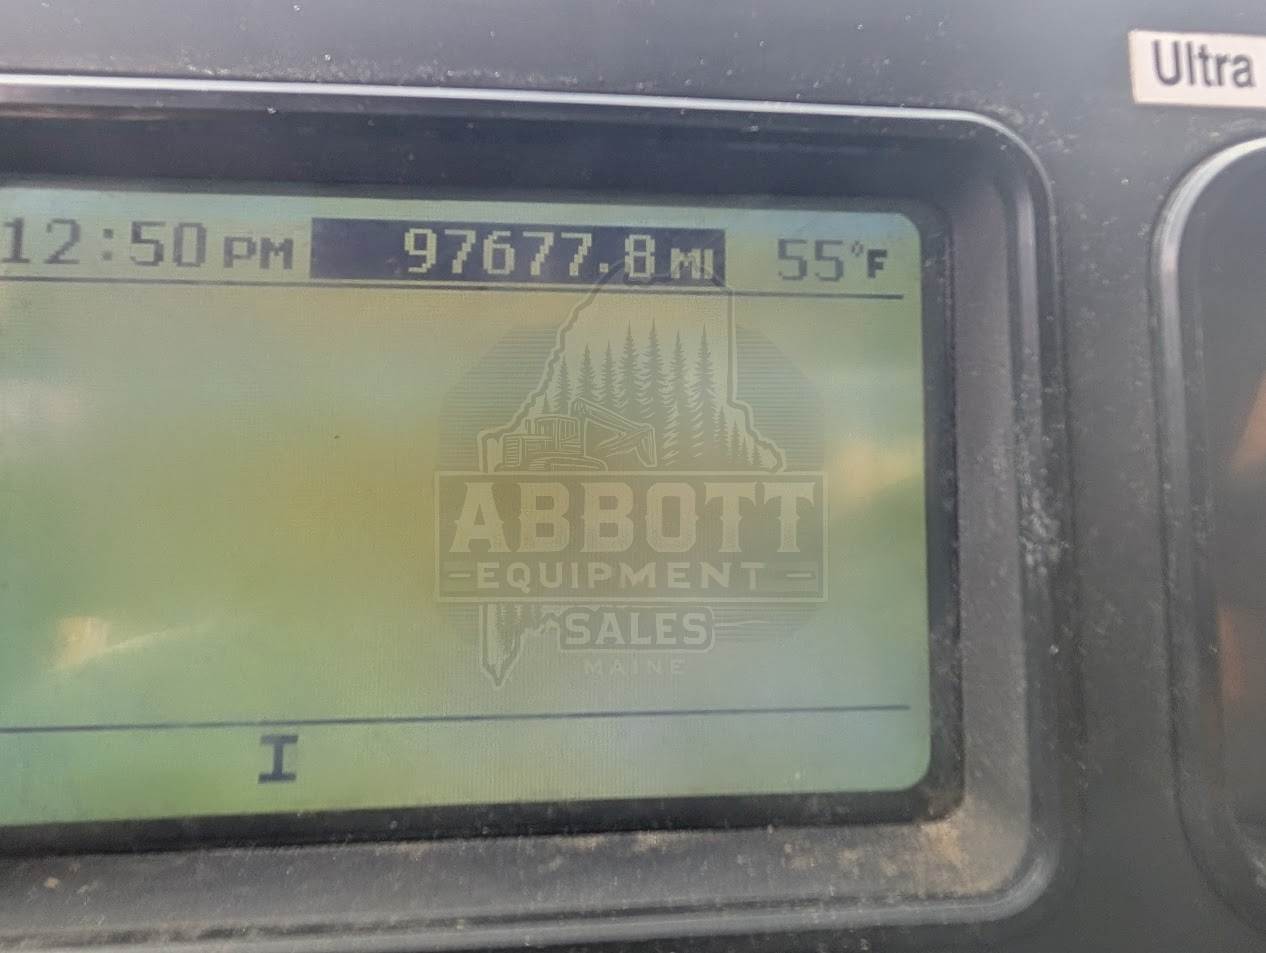 Ultra
12:50 PM 97677.8 MI 55°F
ABBOTT
EQUIPMENT
SALES
MAINE
I